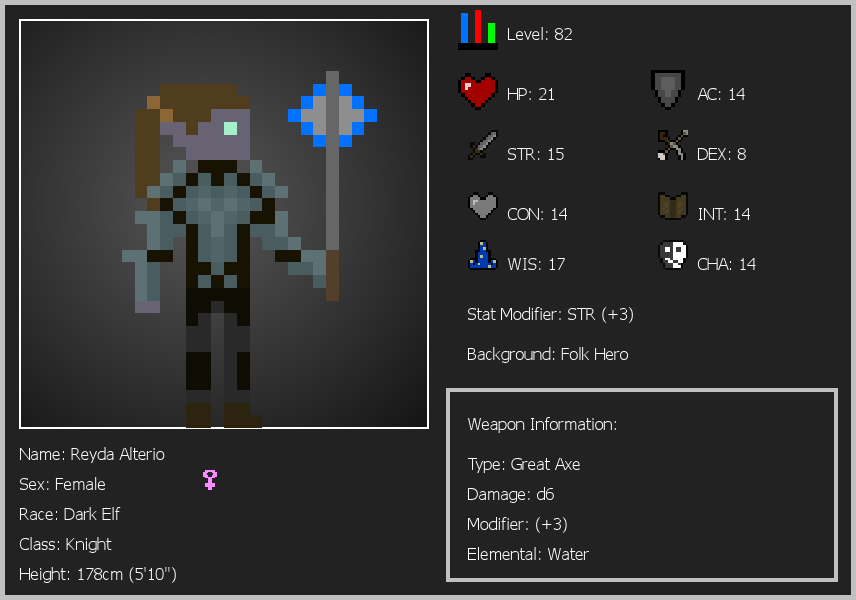 Level: 82
HP: 21
AC: 14
STR: 15
DEX: 8
CON: 14
INT: 14
WIS: 17
CHA: 14
Stat Modifier: STR (+3)
Background: Folk Hero
Weapon Information:
Type: Great Axe
Damage: d6
Modifier: (+3)
Elemental: Water
Name: Reyda Alterio
Sex: Female
Race: Dark Elf
Class: Knight
Height: 178cm (5'10")